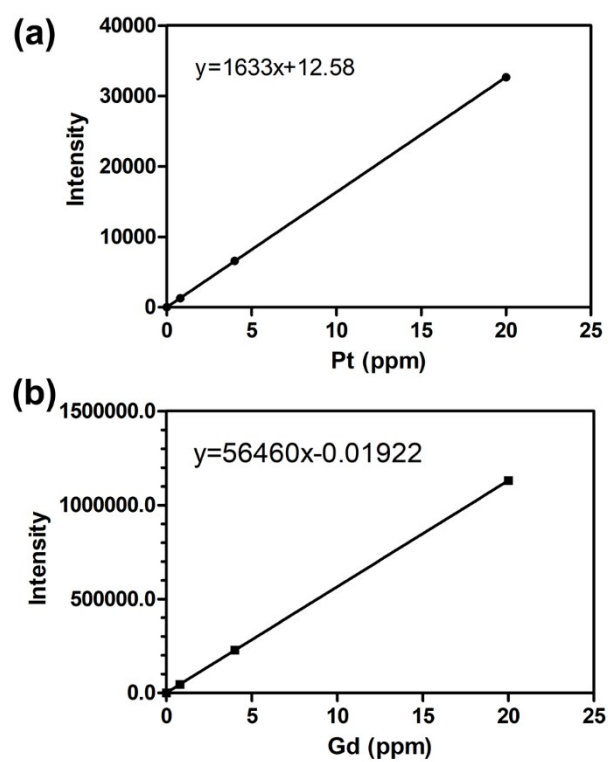 (a)
y=1633x+12.58
Intensity
40000
30000
20000
10000
0
0 5 10 15 20 25
Pt (ppm)
(b)
y=56460x-0.01922
Intensity
1500000.0
1000000.0
500000.0
0.0
0 5 10 15 20 25
Gd (ppm)